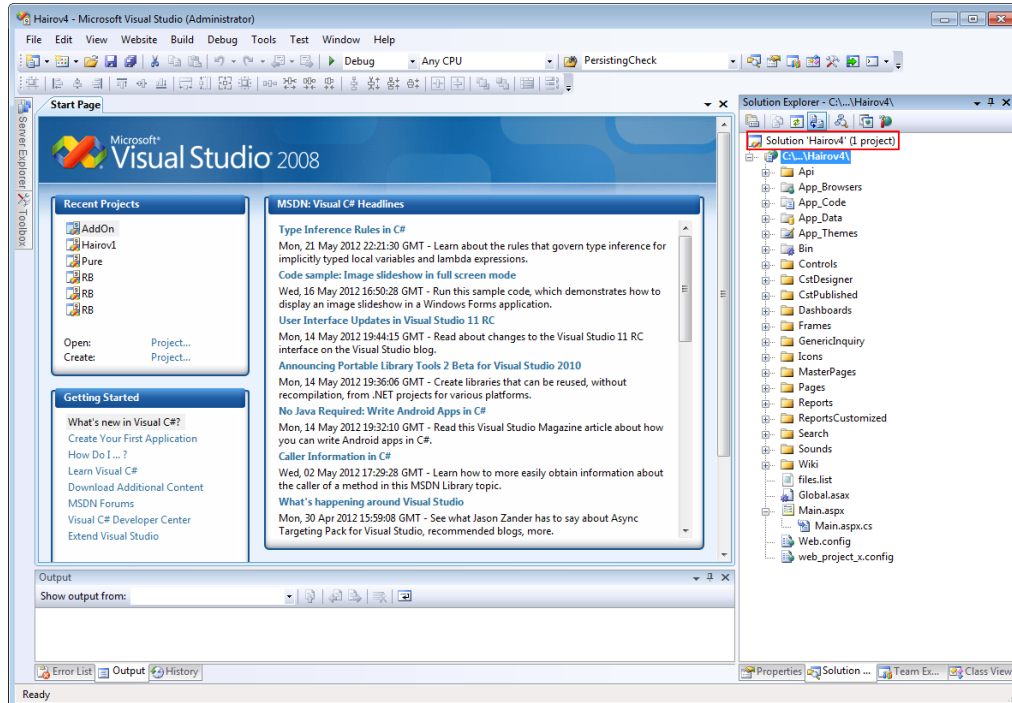 Hairov4 - Microsoft Visual Studio (Administrator)
File Edit View Website Build Debug Tools Test Window Help
Debug Any CPU PersistingCheck
Server Explorer
Toolbox
Start Page
Microsoft®
Visual Studio® 2008
Recent Projects
AddOn
Hairov1
Pure
RB
RB
RB
Open: Project...
Create: Project...
Getting Started
What's new in Visual C#?
Create Your First Application
How Do I ... ?
Learn Visual C#
Download Additional Content
MSDN Forums
Visual C# Developer Center
Extend Visual Studio
MSDN: Visual C# Headlines
Type Inference Rules in C#
Mon, 21 May 2012 22:21:30 GMT - Learn about the rules that govern type inference for
implicitly typed local variables and lambda expressions.
Code sample: Image slideshow in full screen mode
Wed, 16 May 2012 16:50:28 GMT - Run this sample code, which demonstrates how to
display an image slideshow in a Windows Forms application.
User Interface Updates in Visual Studio 11 RC
Mon, 14 May 2012 19:44:15 GMT - Read about changes to the Visual Studio 11 RC
interface on the Visual Studio blog.
Announcing Portable Library Tools 2 Beta for Visual Studio 2010
Mon, 14 May 2012 19:36:06 GMT - Create libraries that can be reused, without
recompilation, from .NET projects for various platforms.
No Java Required: Write Android Apps in C#
Mon, 14 May 2012 19:32:10 GMT - Read this Visual Studio Magazine article about how
you can write Android apps in C#.
Caller Information in C#
Wed, 02 May 2012 17:29:28 GMT - Learn how to more easily obtain information about
the caller of a method in this MSDN Library topic.
What's happening around Visual Studio
Mon, 30 Apr 2012 15:59:08 GMT - See what Jason Zander has to say about Async
Targeting Pack for Visual Studio, recommended blogs, more.
Output
Show output from:
Error List Output History
Ready
Solution Explorer - C:\...\Hairov4\
Solution 'Hairov4' (1 project)
C:\...\Hairov4\
Api
App_Browsers
App_Code
App_Data
App_Themes
Bin
Controls
CstDesigner
CstPublished
Dashboards
Frames
GenericInquiry
Icons
MasterPages
Pages
Reports
ReportsCustomized
Search
Sounds
Wiki
files.list
Global.asax
Main.aspx
Main.aspx.cs
Web.config
web_project_x.config
Properties Solution ... Team Ex... Class View